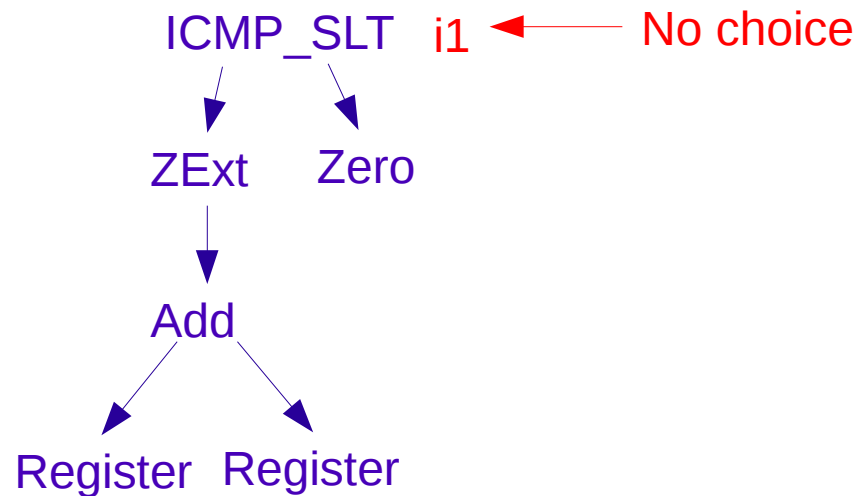 ICMP_SLT i1 No choice
ZExt Zero
Add
Register Register